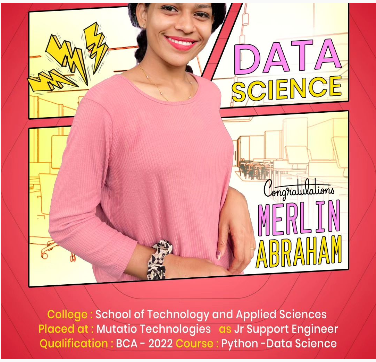 DATA
SCIENCE
Congratulations
MERLIN
ABRAHAM
College : School of Technology and Applied Sciences
Placed at : Mutatio Technologies as Jr Support Engineer
Qualification : BCA - 2022 Course : Python -Data Science